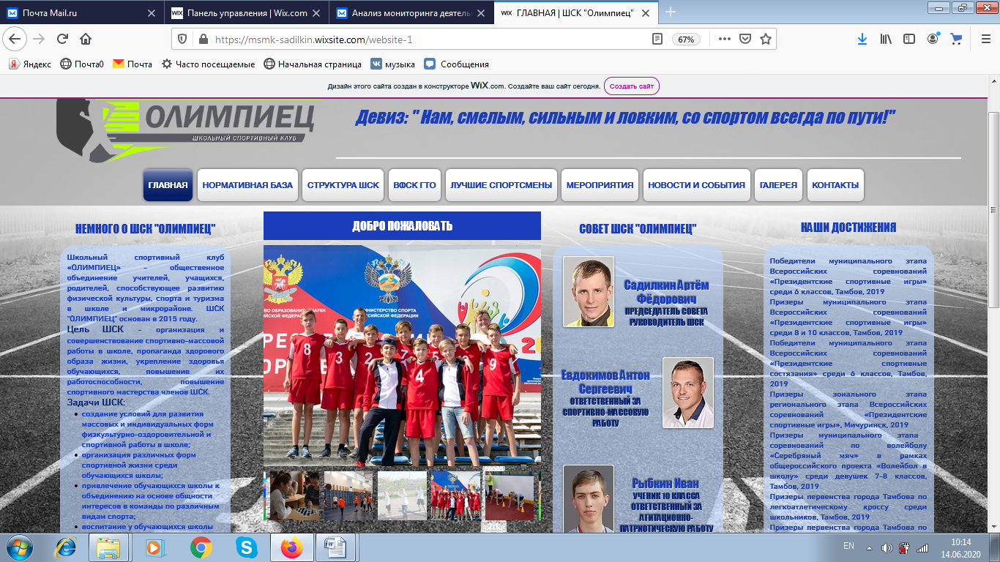 Почта Mail.ru
Панель управления | Wix.com
Анализ мониторинга деятель
ГЛАВНАЯ | ШСК "Олимпиец"
https://msmk-sadilkin.wixsite.com/website-1
67%
Яндекс
Почта0
Почта
Часто посещаемые
Начальная страница
музыка
Сообщения
Дизайн этого сайта создан в конструкторе WiX.com. Создайте ваш сайт сегодня.
Создать сайт
ОЛИМПИЕЦ
ШКОЛЬНЫЙ СПОРТИВНЫЙ КЛУБ
Девиз: " Нам, смелым, сильным и ловким, со спортом всегда по пути!"
ГЛАВНАЯ
НОРМАТИВНАЯ БАЗА
СТРУКТУРА ШСК
ВФСК ГТО
ЛУЧШИЕ СПОРТСМЕНЫ
МЕРОПРИЯТИЯ
НОВОСТИ И СОБЫТИЯ
ГАЛЕРЕЯ
КОНТАКТЫ
НЕМНОГО О ШСК "ОЛИМПИЕЦ"
Школьный спортивный клуб
«ОЛИМПИЕЦ» – общественное
объединение учителей, учащихся,
родителей, способствующее развитию
физической культуры, спорта и туризма
в школе и микрорайоне. ШСК
"ОЛИМПИЕЦ" основан в 2015 году.
Цель ШСК – организация и
совершенствование спортивно-массовой
работы в школе, пропаганда здорового
образа жизни, укрепление здоровья
обучающихся, повышение их
работоспособности, повышение
спортивного мастерства членов ШСК.
Задачи ШСК:
создание условий для развития
массовых и индивидуальных форм
физкультурно-оздоровительной и
спортивной работы в школе;
организация различных форм
спортивной жизни среди
обучающихся школы;
привлечение обучающихся школы к
объединению на основе общности
интересов в команды по различным
видам спорта;
воспитание у обучающихся школы
ДОБРО ПОЖАЛОВАТЬ
МИНИСТЕРСТВО СПОРТА
РОССИЙСКОЙ ФЕДЕРАЦИИ
8
3
2
7
4
9
СОВЕТ ШСК "ОЛИМПИЕЦ"
Садилкин Артём
Фёдорович
ПРЕДСЕДАТЕЛЬ СОВЕТА
РУКОВОДИТЕЛЬ ШСК
Евдокимов Антон
Сергеевич
ОТВЕТСТВЕННЫЙ ЗА
СПОРТИВНО-МАССОВУЮ
РАБОТУ
Рыбкин Иван
УЧЕНИК 10 КЛАССА
ОТВЕТСТВЕННЫЙ ЗА
АГИТАЦИОННО-
ПАТРИОТИЧЕСКУЮ РАБОТУ
НАШИ ДОСТИЖЕНИЯ
Победители муниципального этапа
Всероссийских соревнований
«Президентские спортивные игры»
среди 6 классов, Тамбов, 2019
Призеры муниципального этапа
Всероссийских соревнований
«Президентские спортивные игры»
среди 8 и 10 классов, Тамбов, 2019
Победители муниципального этапа
Всероссийских соревнований
«Президентские спортивные
состязания» среди 6 классов, Тамбов,
2019
Призеры зонального этапа
регионального этапа Всероссийских
соревнований «Президентские
спортивные игры», Мичуринск, 2019
Призеры муниципального этапа
соревнований по волейболу
«Серебряный мяч» в рамках
общероссийского проекта «Волейбол в
школу» среди девушек 7-8 классов,
Тамбов, 2019
Призеры первенства города Тамбова по
легкоатлетическому кроссу среди
школьников, Тамбов, 2019
Призеры первенства города Тамбова по
EN
10:14
14.06.2020